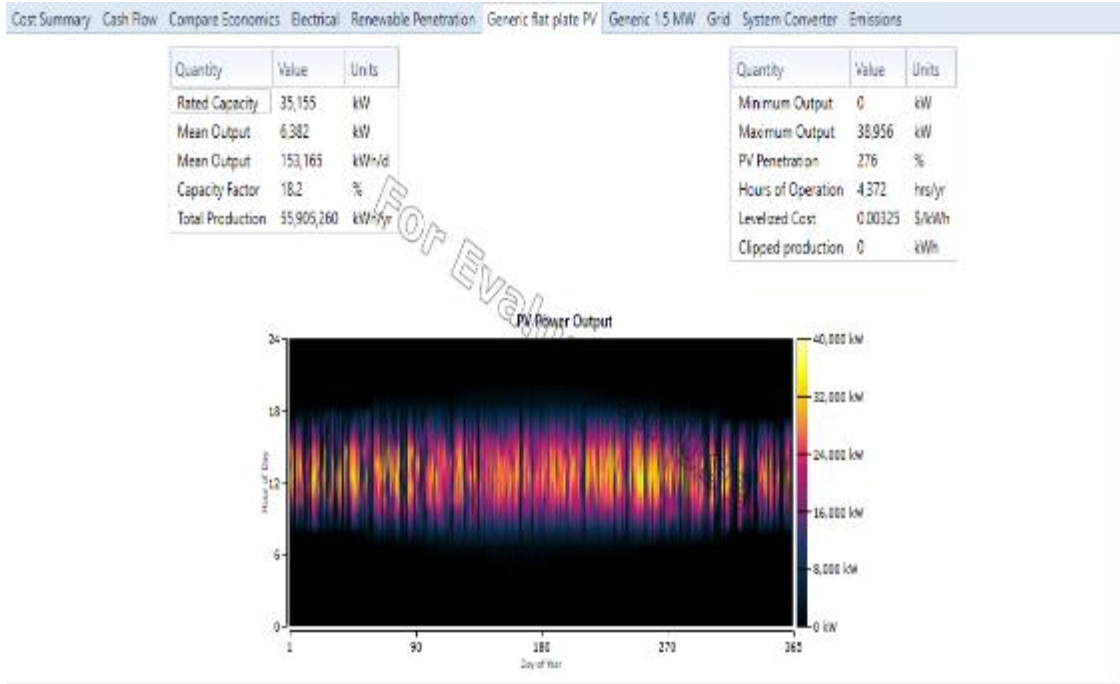 Cost Summary Cash Flow Compare Economics Electrical Renewable Penetration Generic flat plate PV Generic 1.5 MW Grid System Converter Emissions
Quantity Value Units
Rated Capacity 35,155 kW
Mean Output 6,382 kW
Mean Output 153,165 kWh/d
Capacity Factor 18.2 %
Total Production 55,905,260 kWh/yr
Quantity Value Units
Minimum Output 0 kW
Maximum Output 38,956 kW
PV Penetration 276 %
Hours of Operation 4,372 hrs/yr
Levelized Cost 0.00325 $/kWh
Clipped production 0 kWh
For
PV Power Output
24
18
12
6
0
Hour of Day
1 90 180 270 365
Day of Year
40,000 kW
32,000 kW
24,000 kW
16,000 kW
8,000 kW
0 kW